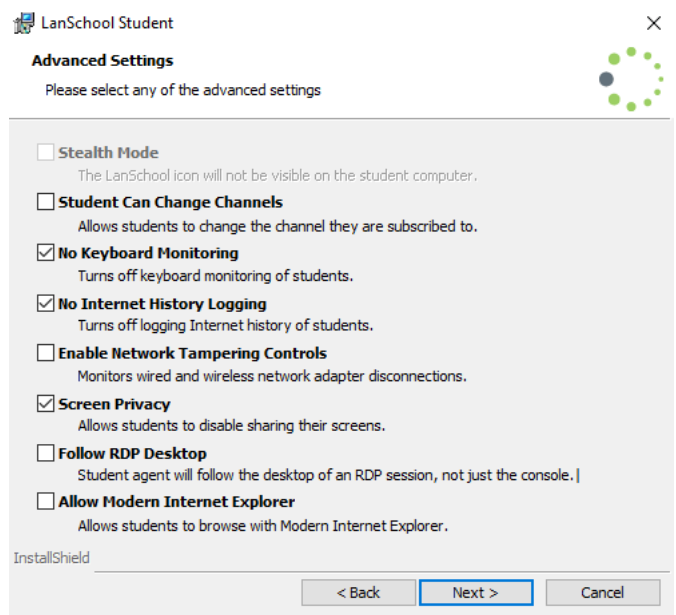 LanSchool Student
Advanced Settings
Please select any of the advanced settings
Stealth Mode
The LanSchool icon will not be visible on the student computer.
Student Can Change Channels
Allows students to change the channel they are subscribed to.
No Keyboard Monitoring
Turns off keyboard monitoring of students.
No Internet History Logging
Turns off logging Internet history of students.
Enable Network Tampering Controls
Monitors wired and wireless network adapter disconnections.
Screen Privacy
Allows students to disable sharing their screens.
Follow RDP Desktop
Student agent will follow the desktop of an RDP session, not just the console.
Allow Modern Internet Explorer
Allows students to browse with Modern Internet Explorer.
InstallShield
< Back Next > Cancel